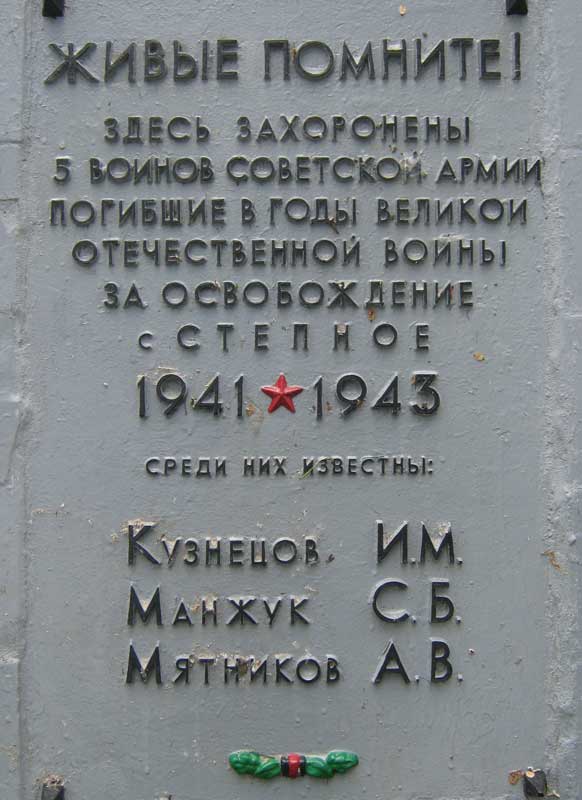 ЖИВЫЕ ПОМНИТЕ!
ЗДЕСЬ ЗАХОРОНЕНЫ
5 ВОИНОВ СОВЕТСКОЙ АРМИИ
ПОГИБШИЕ В ГОДЫ ВЕЛИКОЙ
ОТЕЧЕСТВЕННОЙ ВОЙНЫ
ЗА ОСВОБОЖДЕНИЕ
с СТЕПНОЕ
1941 ★ 1943
СРЕДИ НИХ ИЗВЕСТНЫ:
КУЗНЕЦОВ. И.М.
МАНЖУК С.Б.
МЯТНИКОВ А.В.